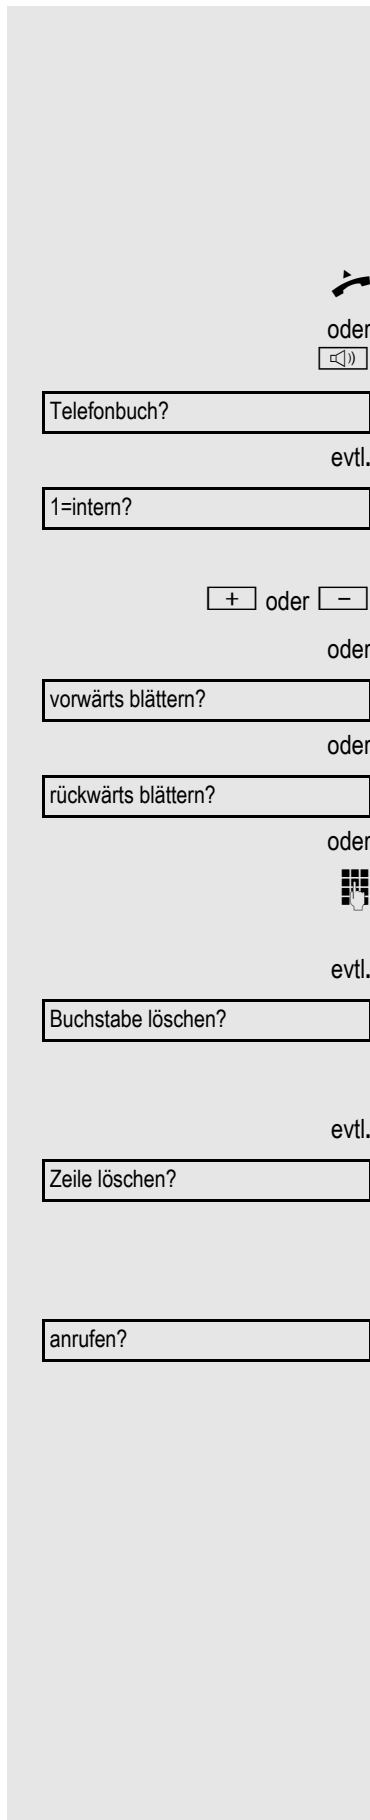 oder
Telefonbuch?
evtl.
1=intern?
+ oder −
oder
vorwärts blättern?
oder
rückwärts blättern?
oder
evtl.
Buchstabe löschen?
evtl.
Zeile löschen?
anrufen?